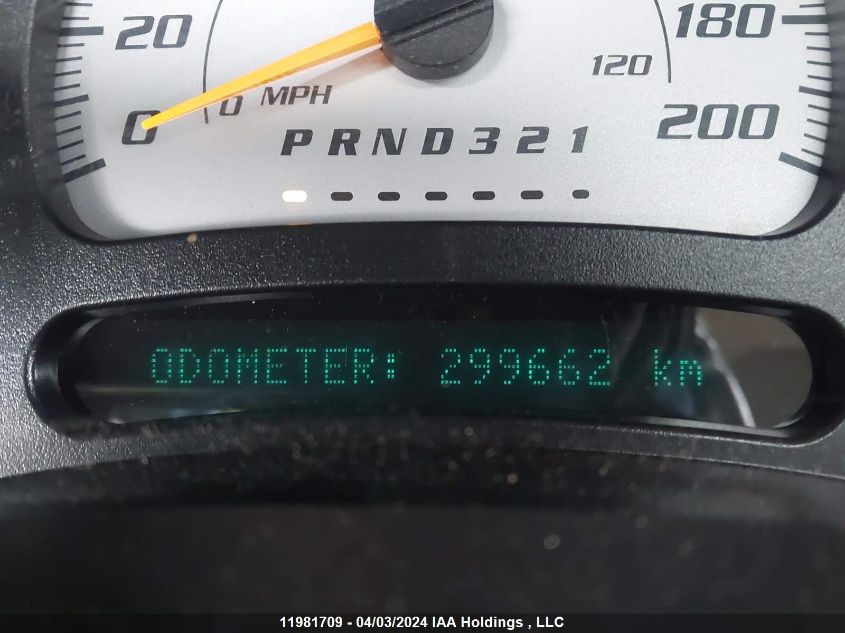 20 180
120
0 0 MPH 200
PRND321
ODOMETER: 299662 km
11981709 - 04/03/2024 IAA Holdings , LLC